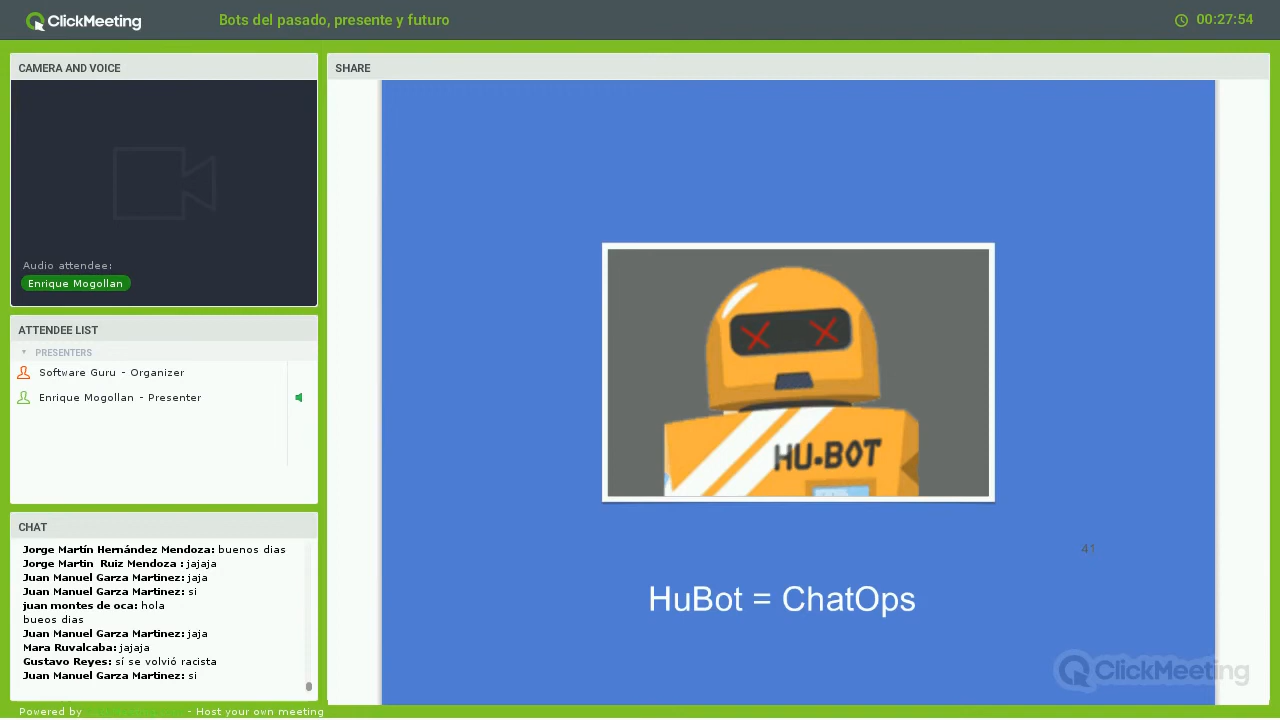 ClickMeeting
Bots del pasado, presente y futuro
00:27:54
CAMERA AND VOICE
Audio attendee:
Enrique Mogollan
ATTENDEE LIST
PRESENTERS
Software Guru - Organizer
Enrique Mogollan - Presenter
CHAT
Jorge Martín Hernández Mendoza: buenos dias
Jorge Martin Ruiz Mendoza : jajaja
Juan Manuel Garza Martinez: jaja
Juan Manuel Garza Martinez: si
juan montes de oca: hola
bueos dias
Juan Manuel Garza Martinez: jaja
Mara Ruvalcaba: jajaja
Gustavo Reyes: sí se volvió racista
Juan Manuel Garza Martinez: si
Powered by
- Host your own meeting
SHARE
HU•BOT
41
HuBot = ChatOps
ClickMeeting